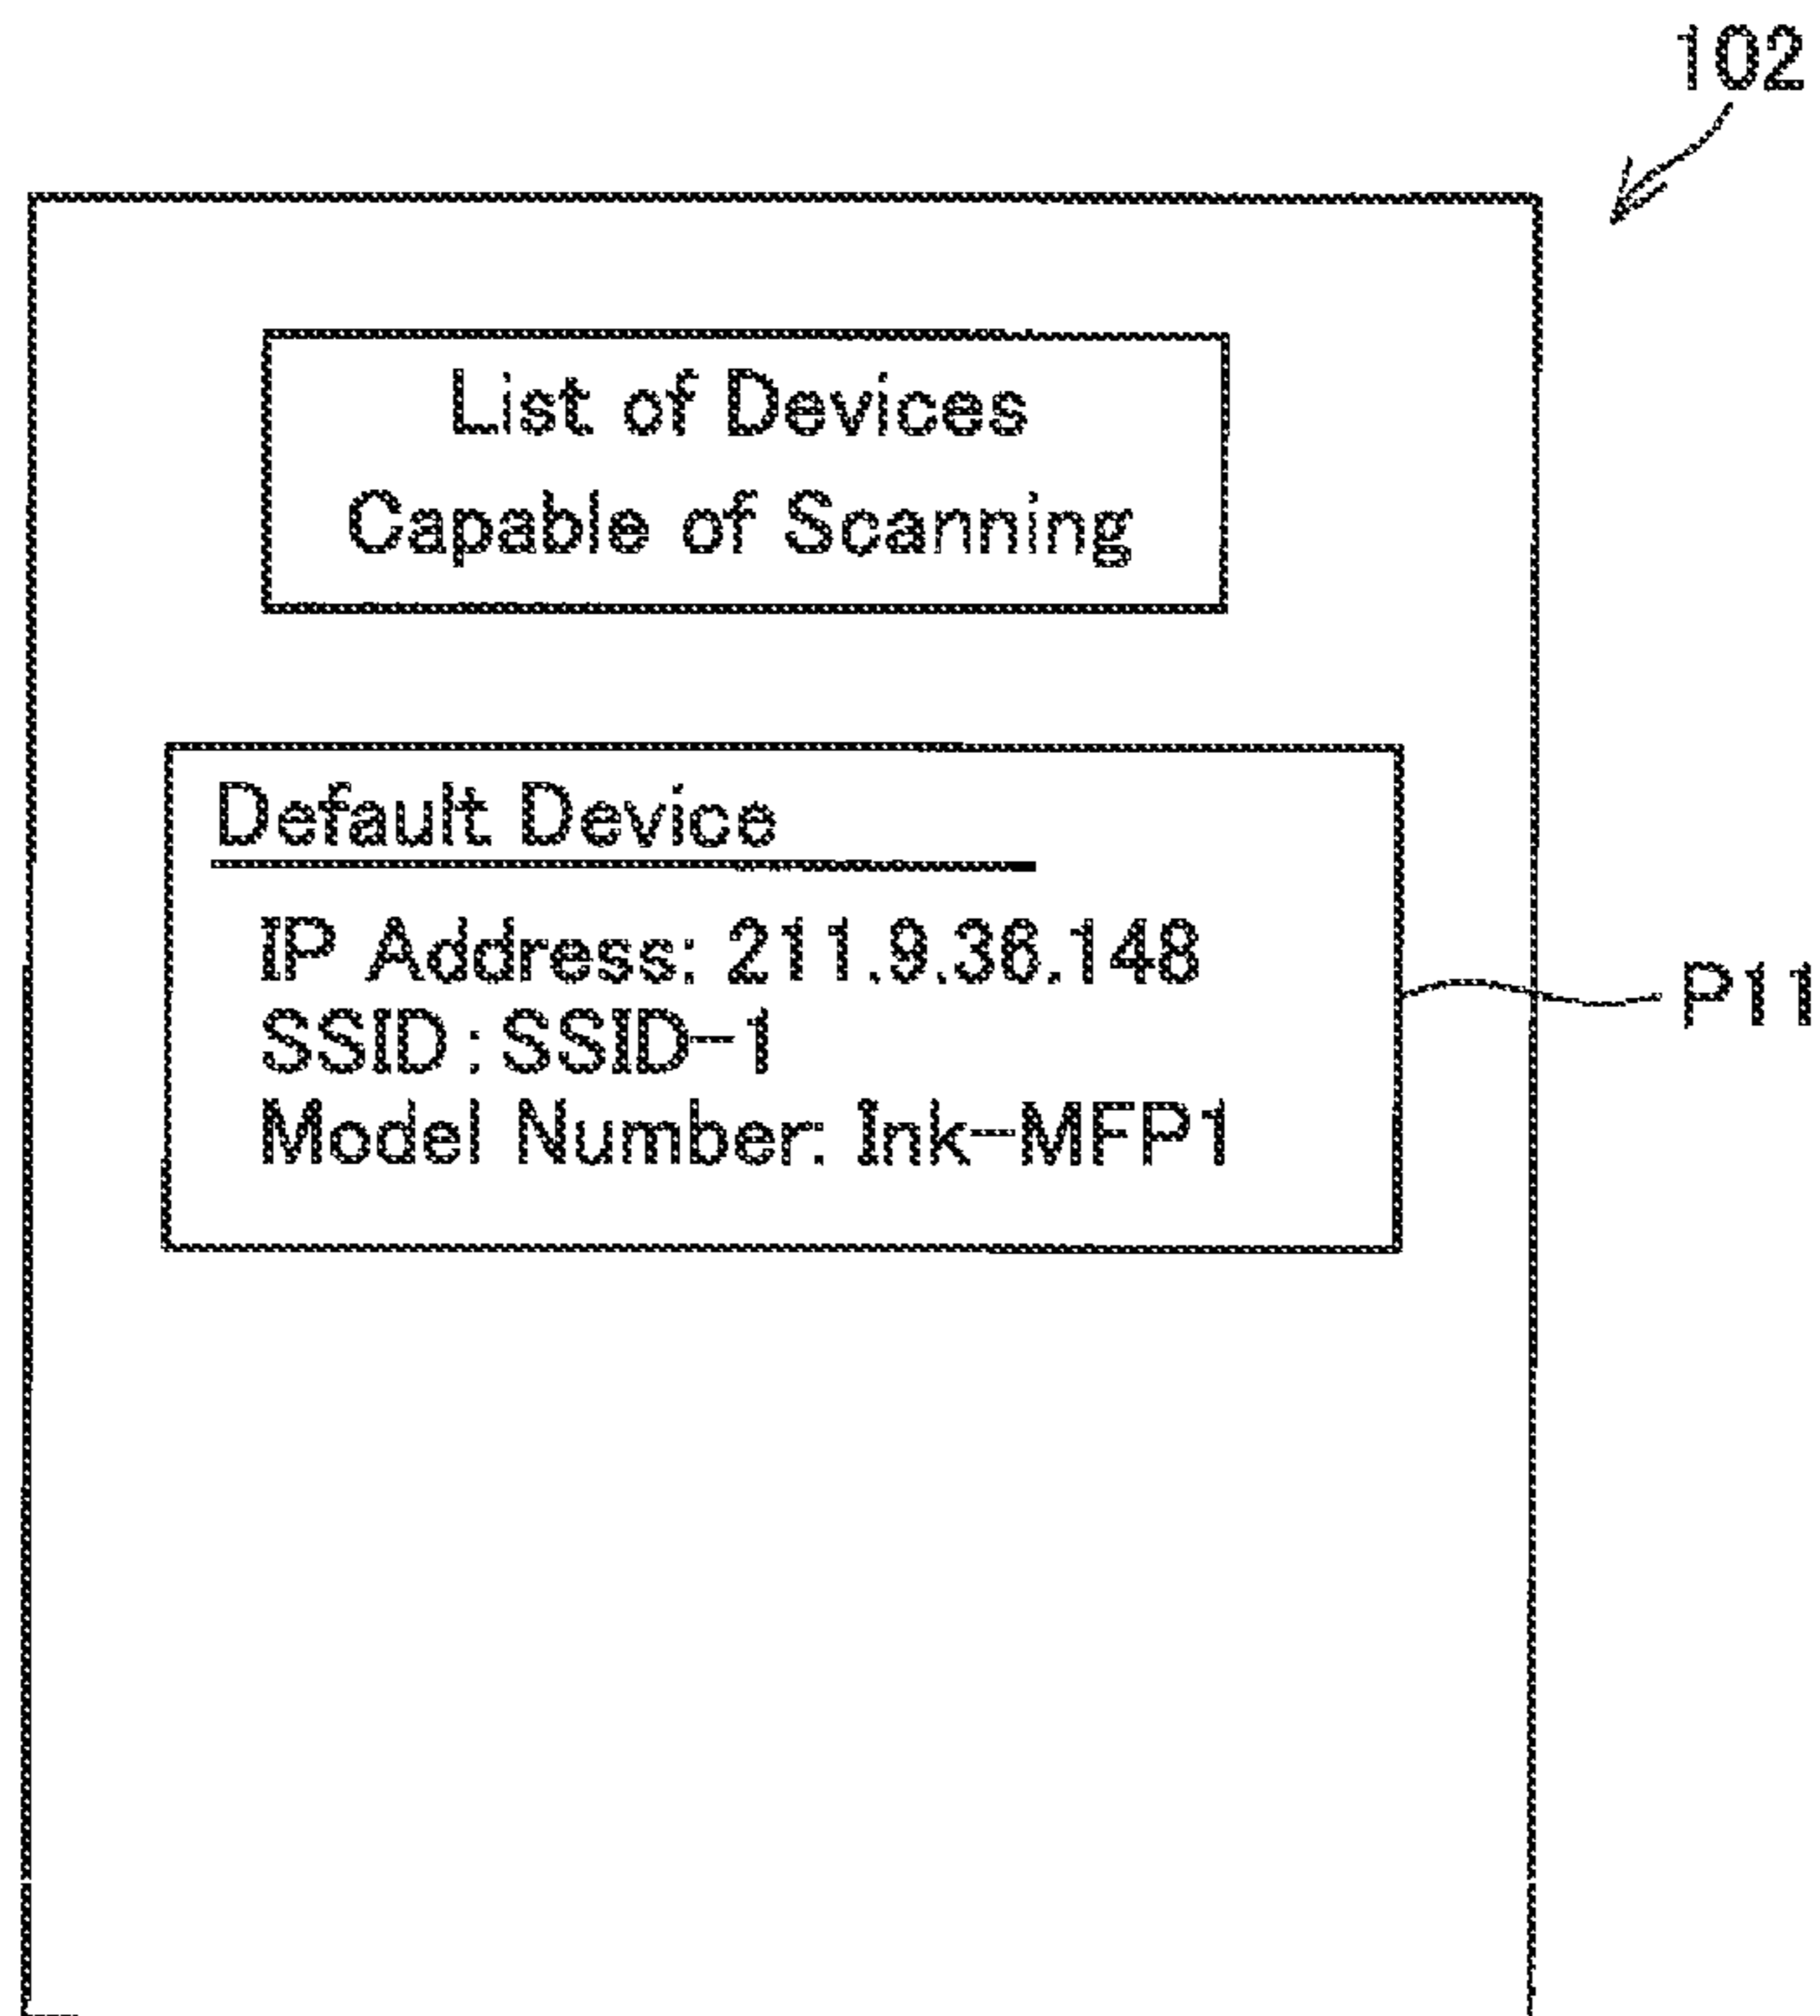 102
List of Devices
Capable of Scanning
Default Device
IP Address: 211.9.36.148
SSID : SSID-1
Model Number: Ink-MFP1
P11